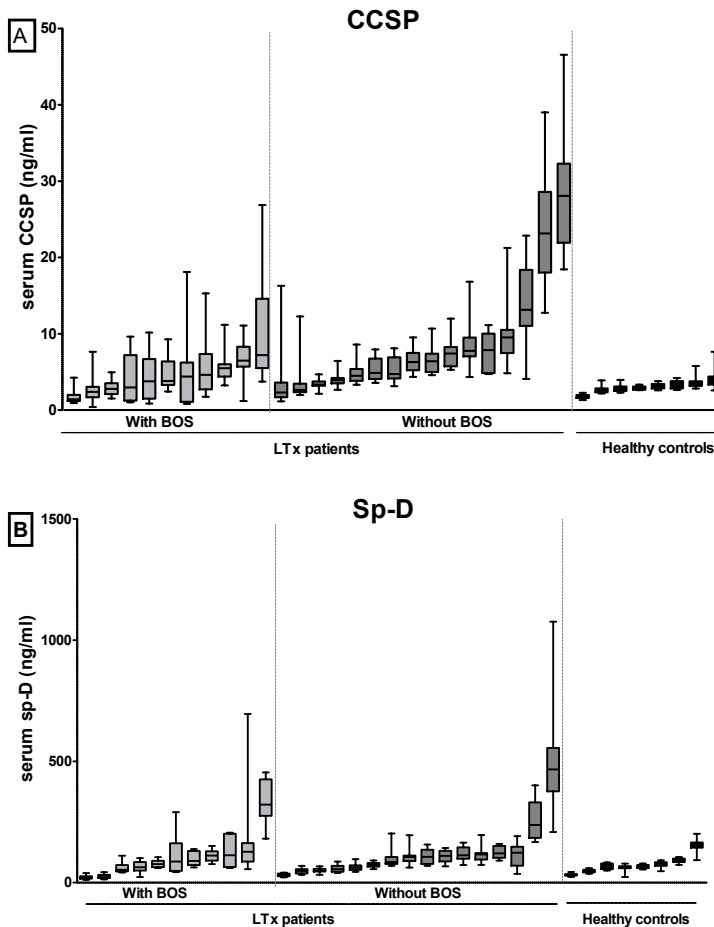 A
CCSP
50
40
30
20
10
0
serum CCSP (ng/ml)
With BOS
Without BOS
LTx patients
Healthy controls
B
Sp-D
1500
1000
500
0
serum sp-D (ng/ml)
With BOS
Without BOS
LTx patients
Healthy controls